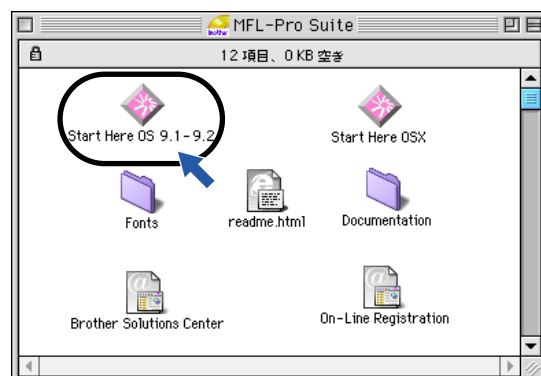 MFL-Pro Suite
12 項目、0 KB 空き
Start Here OS 9.1-9.2
Start Here OSX
Fonts
readme.html
Documentation
Brother Solutions Center
On-Line Registration